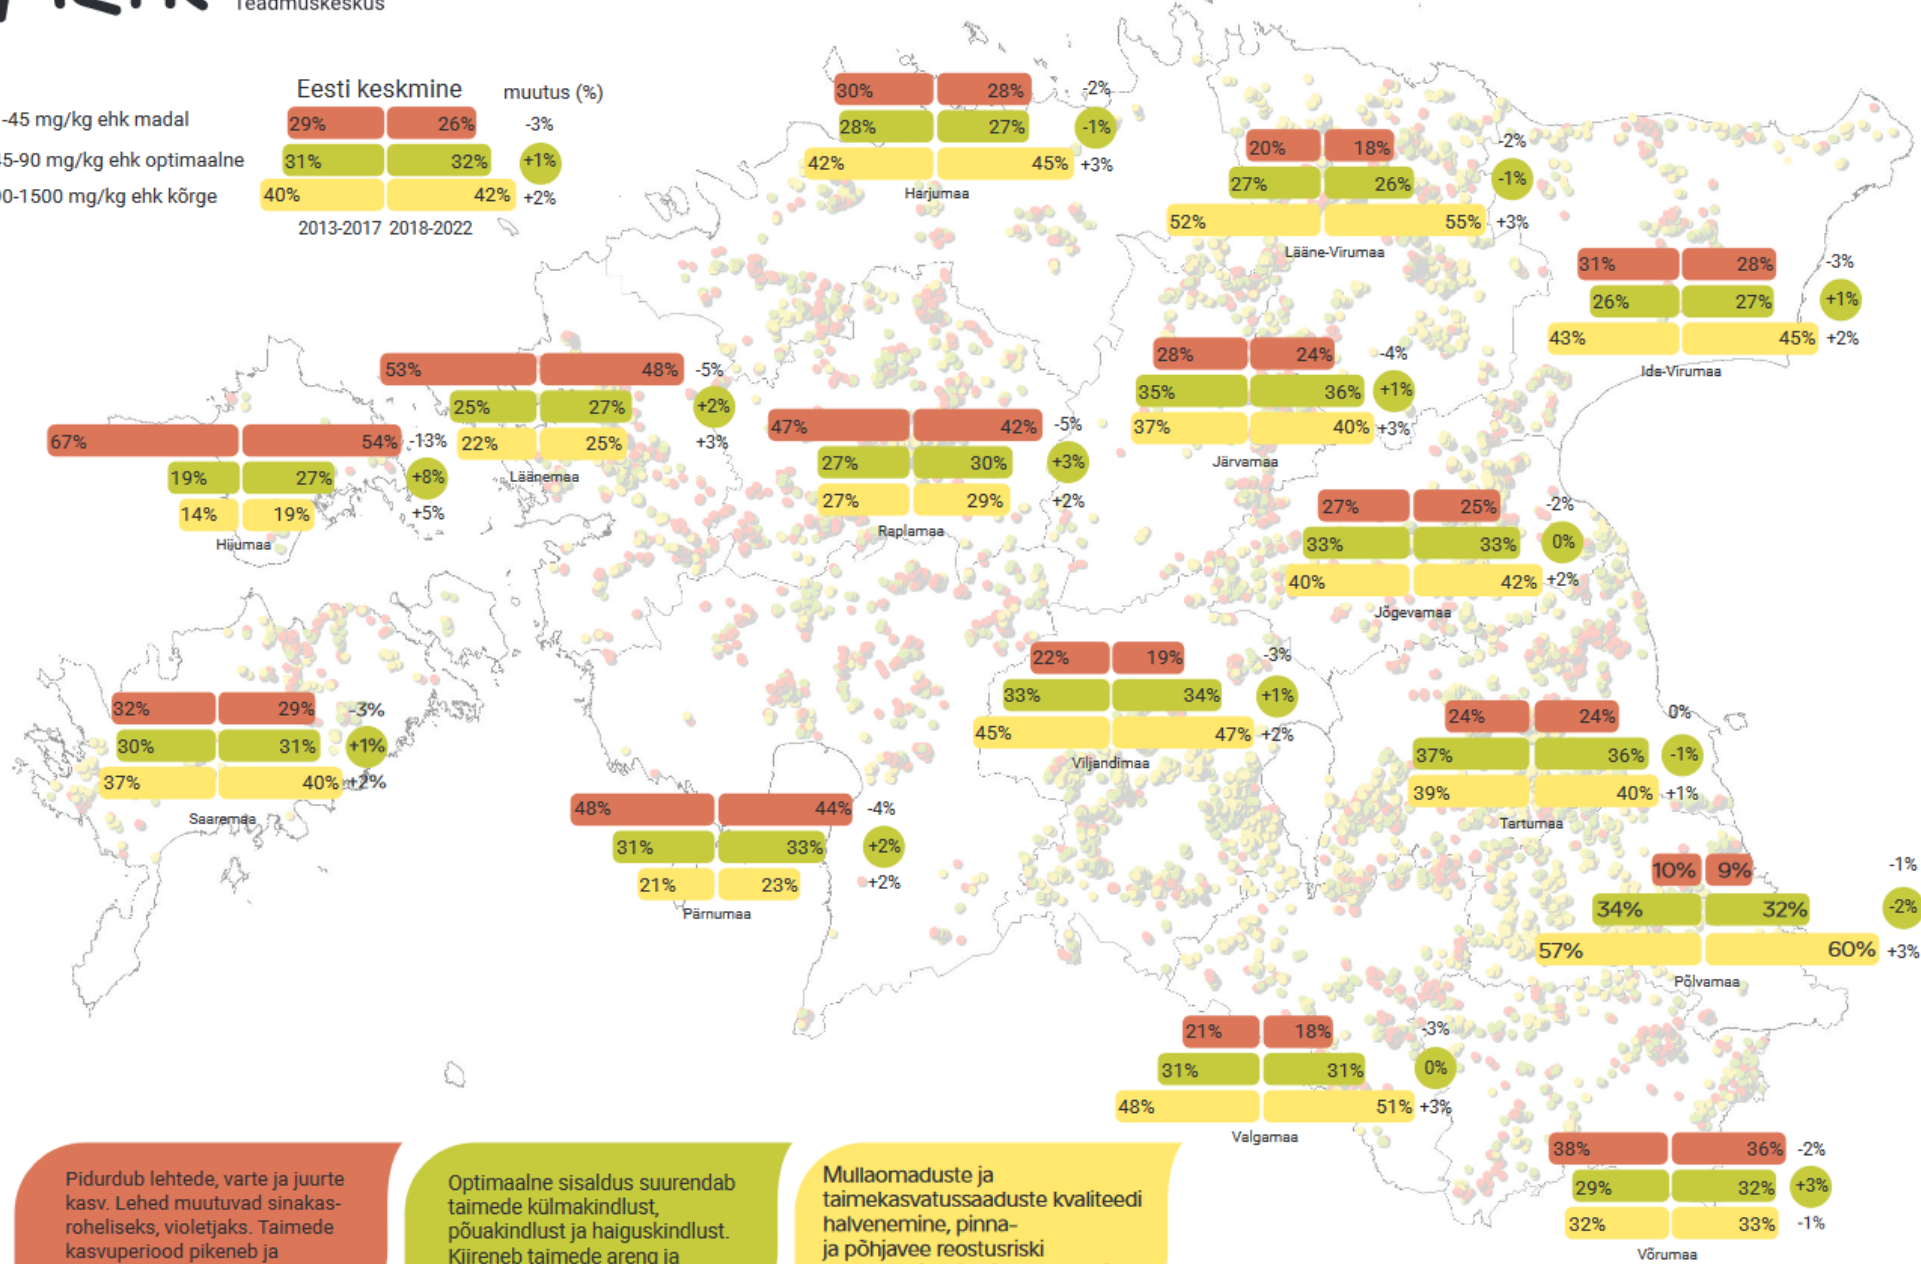 Teadmuskeskus
Eesti keskmine
muutus (%)
-45 mg/kg ehk madal
29% 26% -3%
45-90 mg/kg ehk optimaalne
31% 32% +1%
90-1500 mg/kg ehk kõrge
40% 42% +2%
2013-2017 2018-2022
30% 28% -2%
28% 27% -1%
42% 45% +3%
Harjumaa
20% 18% -2%
27% 26% -1%
52% 55% +3%
Lääne-Virumaa
31% 28% -3%
26% 27% +1%
43% 45% +2%
Ida-Virumaa
53% 48% -5%
25% 27% +2%
22% 25% +3%
Läänemaa
67% 54% -13%
19% 27% +8%
14% 19% +5%
Hiiumaa
47% 42% -5%
27% 30% +3%
27% 29% +2%
Raplamaa
28% 24% -4%
35% 36% +1%
37% 40% +3%
Järvamaa
27% 25% -2%
33% 33% 0%
40% 42% +2%
Jõgevamaa
32% 29% -3%
30% 31% +1%
37% 40% +2%
Saaremaa
22% 19% -3%
33% 34% +1%
45% 47% +2%
Viljandimaa
24% 24% 0%
37% 36% -1%
39% 40% +1%
Tartumaa
48% 44% -4%
31% 33% +2%
21% 23% +2%
Pärnumaa
10% 9% -1%
34% 32% -2%
57% 60% +3%
Põlvamaa
21% 18% -3%
31% 31% 0%
48% 51% +3%
Valgamaa
38% 36% -2%
29% 32% +3%
32% 33% -1%
Võrumaa
Pidurdub lehtede, varte ja juurte
kasv. Lehed muutuvad sinakas-
roheliseks, violetjaks. Taimede
kasvuperiood pikeneb ja
Optimaalne sisaldus suurendab
taimede külmakindlust,
põuakindlust ja haiguskindlust.
Kiireneb taimede areng ja
Mullaomaduste ja
taimekasvatussaaduste kvaliteedi
halvenemine, pinna-
ja põhjavee reostusriski